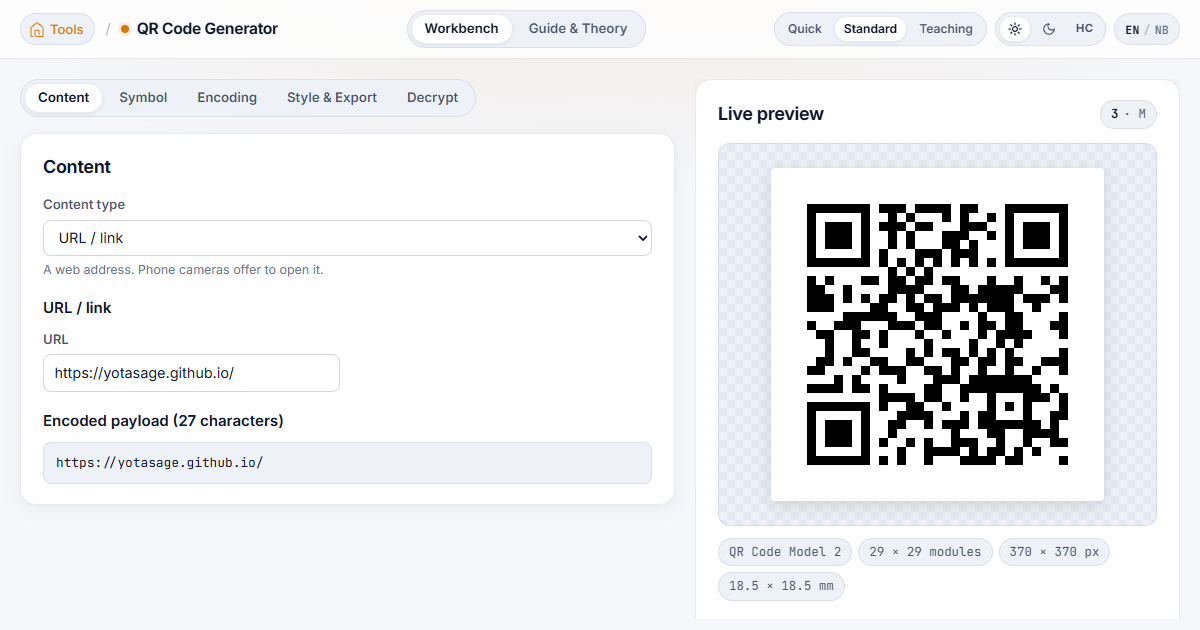 Tools / QR Code Generator
Workbench
Guide & Theory
Quick
Standard
Teaching
HC
EN / NB
Content
Symbol
Encoding
Style & Export
Decrypt
Content
Content type
URL / link
A web address. Phone cameras offer to open it.
URL / link
URL
https://yotasage.github.io/
Encoded payload (27 characters)
https://yotasage.github.io/
Live preview
3 · M
QR Code Model 2
29 × 29 modules
370 × 370 px
18.5 × 18.5 mm